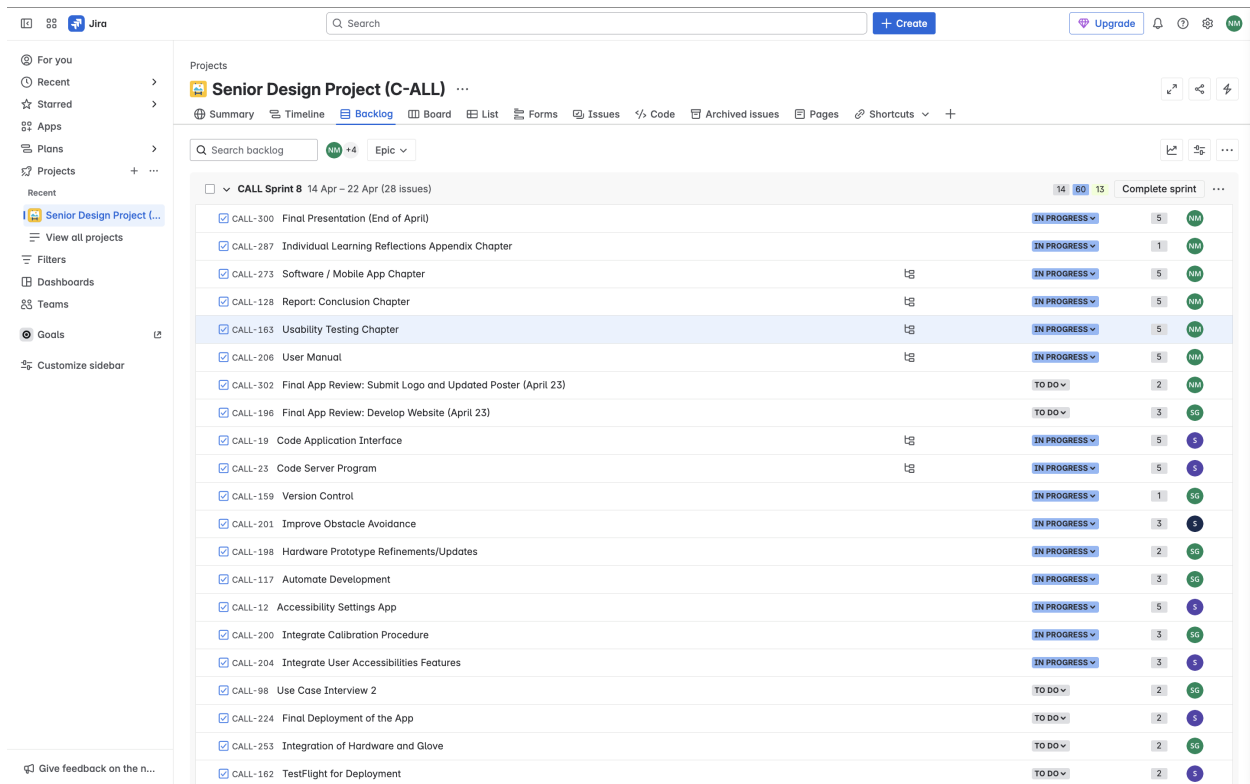 Jira
Search
Create
Upgrade
NM
For you
Recent
Starred
Apps
Plans
Projects
Recent
Senior Design Project (...
View all projects
Filters
Dashboards
Teams
Goals
Customize sidebar
Give feedback on the n...
Projects
Senior Design Project (C-ALL)
Summary Timeline Backlog Board List Forms Issues Code Archived issues Pages Shortcuts
Search backlog NM +4 Epic
CALL Sprint 8 14 Apr – 22 Apr (28 issues) 14 60 13 Complete sprint
CALL-300 Final Presentation (End of April) IN PROGRESS 5 NM
CALL-287 Individual Learning Reflections Appendix Chapter IN PROGRESS 1 NM
CALL-273 Software / Mobile App Chapter IN PROGRESS 5 NM
CALL-128 Report: Conclusion Chapter IN PROGRESS 5 NM
CALL-163 Usability Testing Chapter IN PROGRESS 5 NM
CALL-206 User Manual IN PROGRESS 5 NM
CALL-302 Final App Review: Submit Logo and Updated Poster (April 23) TO DO 2 NM
CALL-196 Final App Review: Develop Website (April 23) TO DO 3 SG
CALL-19 Code Application Interface IN PROGRESS 5 S
CALL-23 Code Server Program IN PROGRESS 5 S
CALL-159 Version Control IN PROGRESS 1 SG
CALL-201 Improve Obstacle Avoidance IN PROGRESS 3 S
CALL-198 Hardware Prototype Refinements/Updates IN PROGRESS 2 SG
CALL-117 Automate Development IN PROGRESS 3 SG
CALL-12 Accessibility Settings App IN PROGRESS 5 S
CALL-200 Integrate Calibration Procedure IN PROGRESS 3 SG
CALL-204 Integrate User Accessibilities Features IN PROGRESS 3 S
CALL-98 Use Case Interview 2 TO DO 2 SG
CALL-224 Final Deployment of the App TO DO 2 S
CALL-253 Integration of Hardware and Glove TO DO 2 SG
CALL-162 TestFlight for Deployment TO DO 2 S